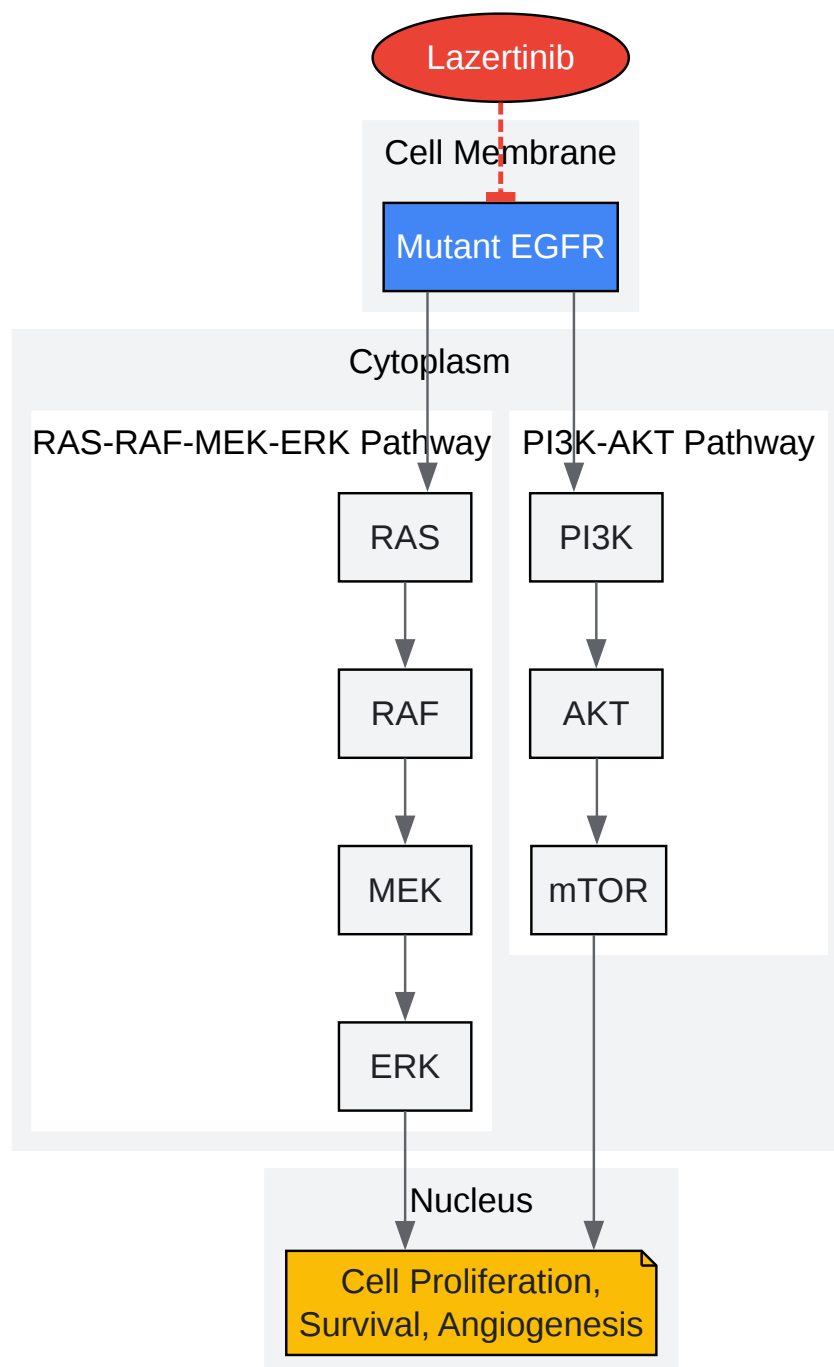 Lazertinib
Cell Membrane
Mutant EGFR
Cytoplasm
RAS-RAF-MEK-ERK Pathway
RAS
RAF
MEK
ERK
PI3K-AKT Pathway
PI3K
AKT
mTOR
Nucleus
Cell Proliferation,
Survival, Angiogenesis